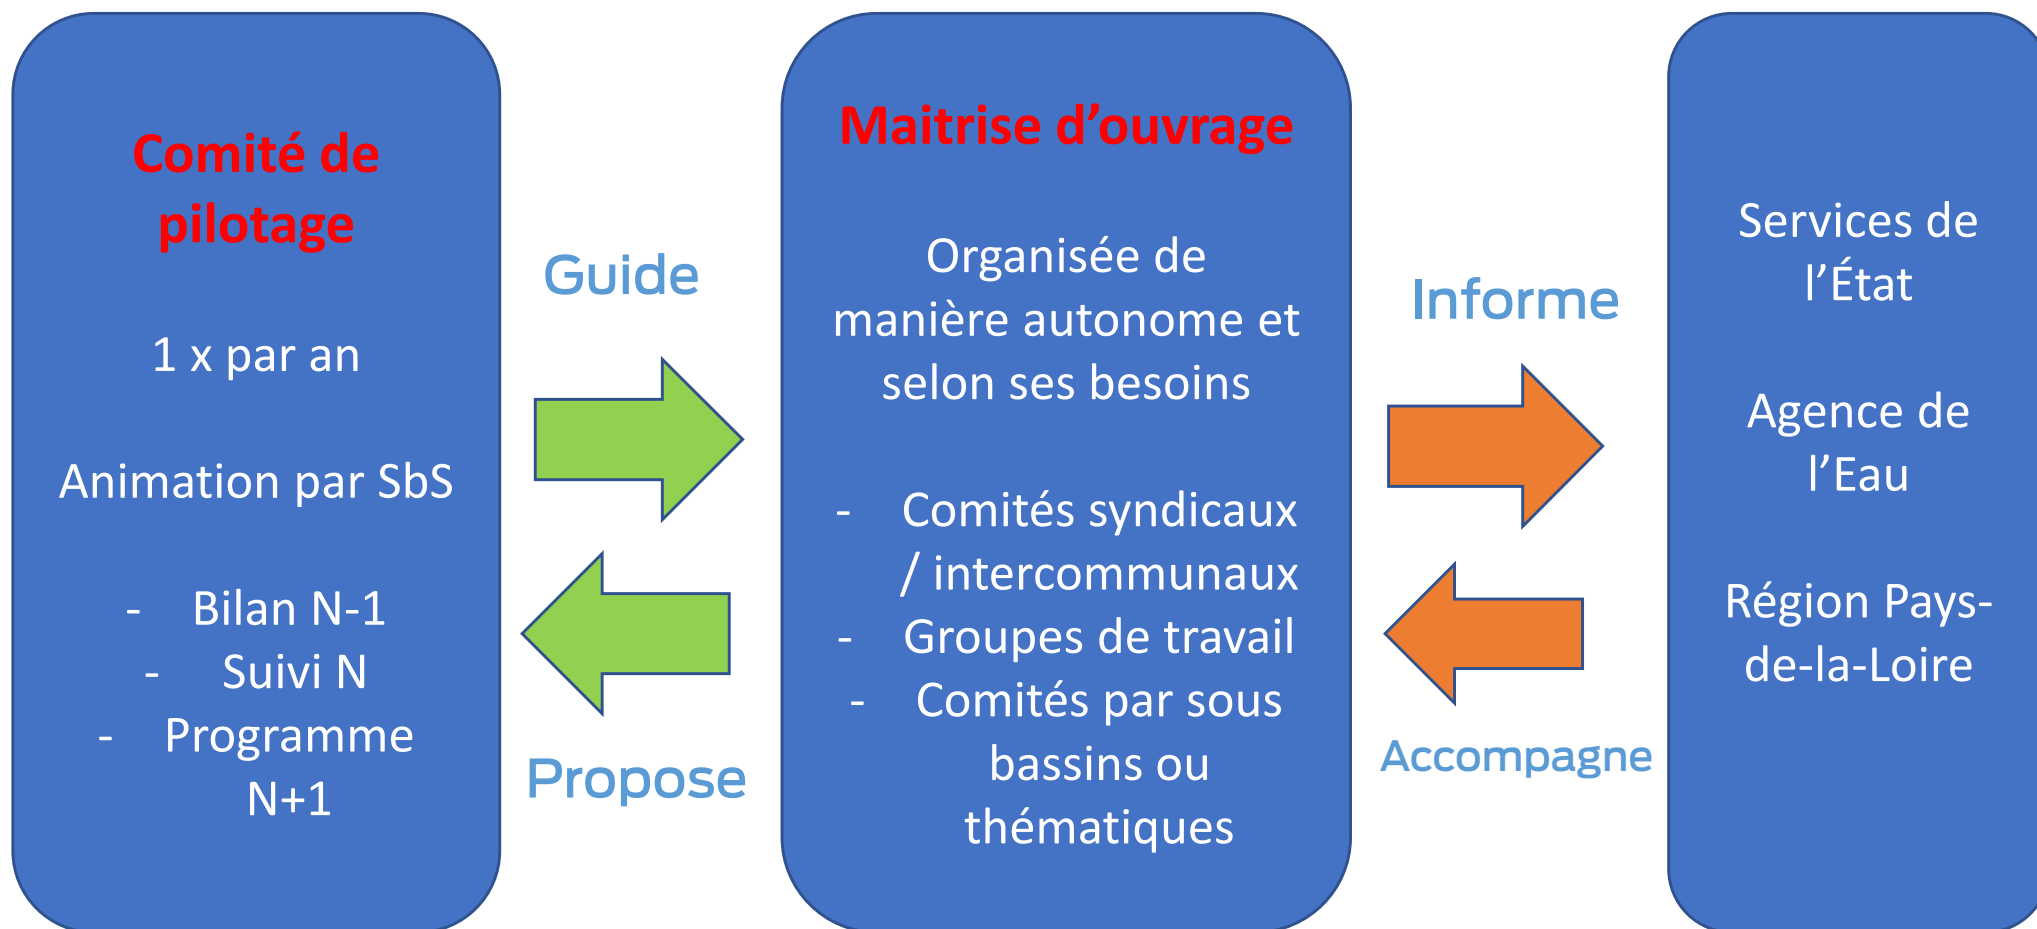 Comité de
pilotage
1 x par an
Animation par SbS
- Bilan N-1
- Suivi N
- Programme
N+1
Guide
Propose
Maitrise d’ouvrage
Organisée de
manière autonome et
selon ses besoins
- Comités syndicaux
/ intercommunaux
- Groupes de travail
- Comités par sous
bassins ou
thématiques
Informe
Accompagne
Services de
l’État
Agence de
l’Eau
Région Pays-
de-la-Loire